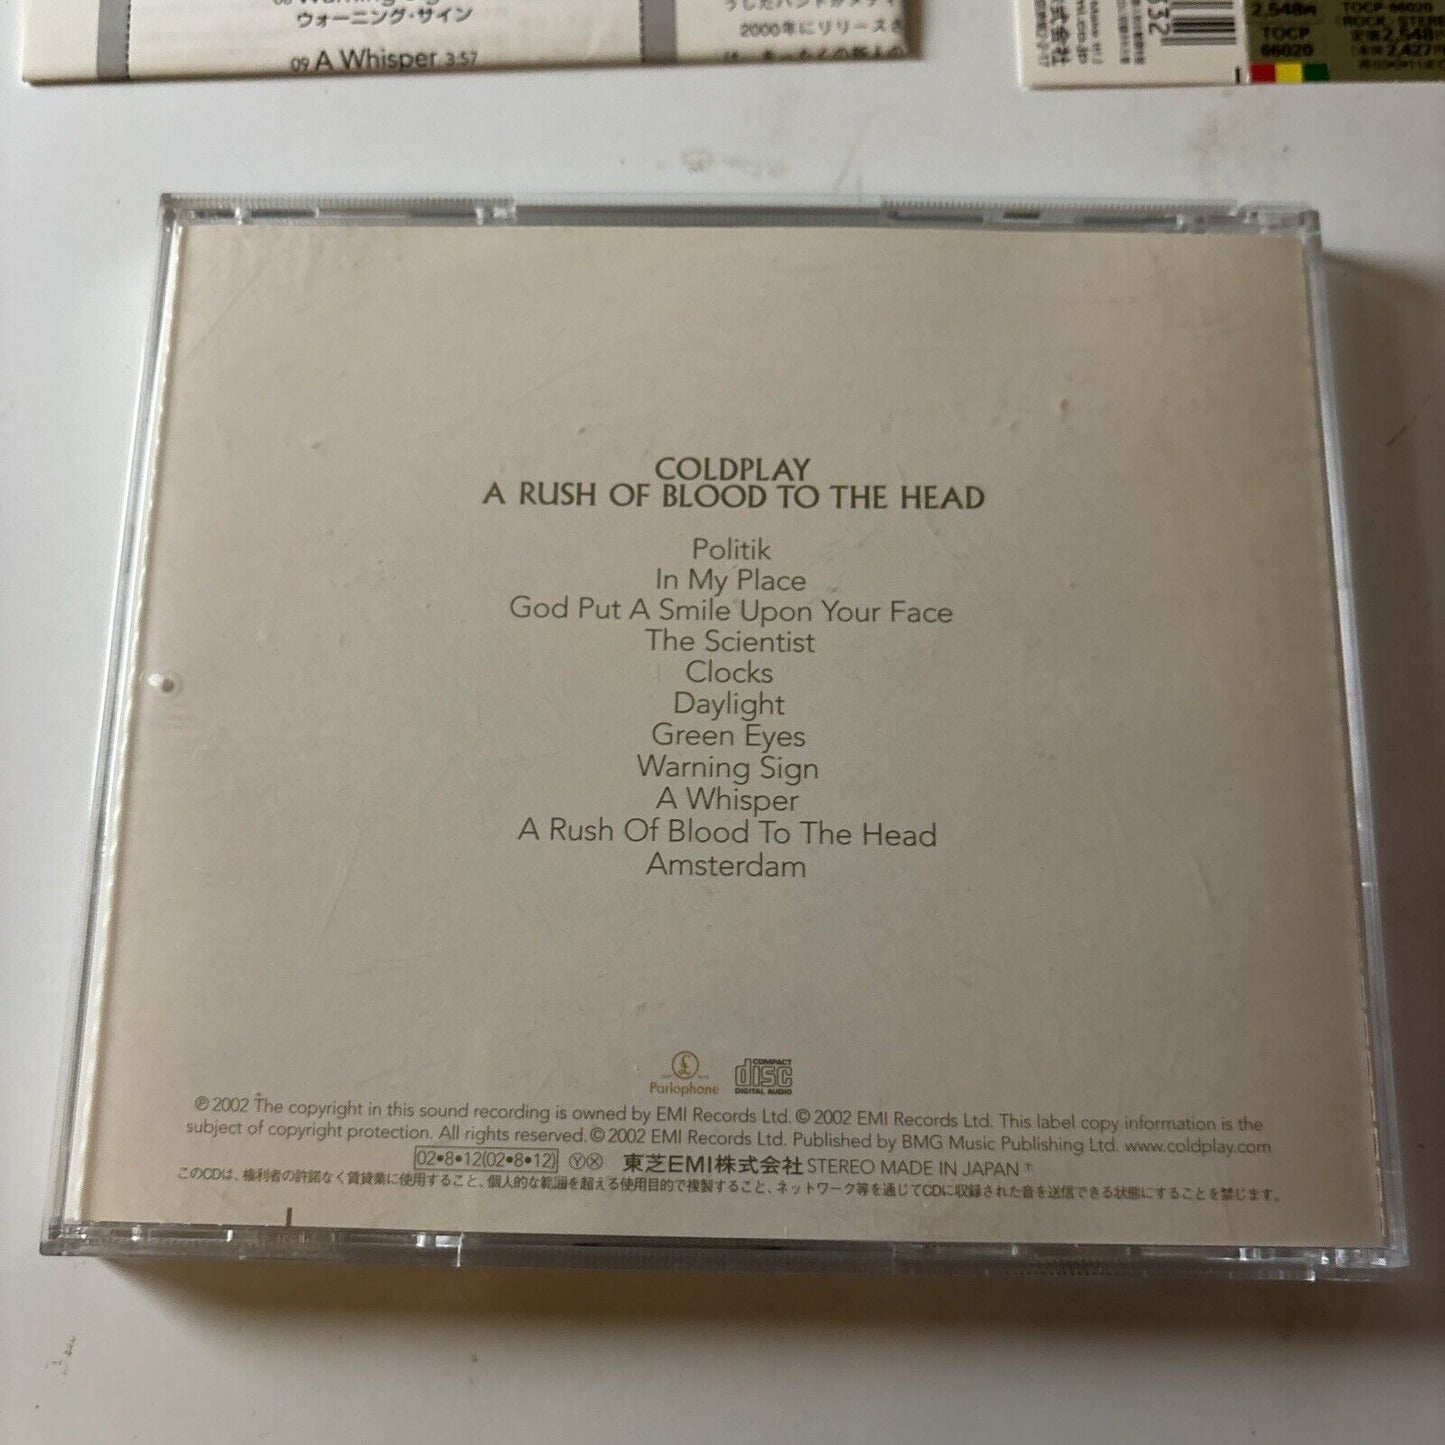 ウォーニング・サイン
2000年にリリースさ
09 A Whisper 3:57
2,548円
TOCP-66020
TOCP
66020
COLDPLAY
A RUSH OF BLOOD TO THE HEAD
Politik
In My Place
God Put A Smile Upon Your Face
The Scientist
Clocks
Daylight
Green Eyes
Warning Sign
A Whisper
A Rush Of Blood To The Head
Amsterdam
Parlophone
COMPACT
disc
DIGITAL AUDIO
℗ 2002 The copyright in this sound recording is owned by EMI Records Ltd. © 2002 EMI Records Ltd. This label copy information is the
subject of copyright protection. All rights reserved. © 2002 EMI Records Ltd. Published by BMG Music Publishing Ltd. www.coldplay.com
02•8•12(02•8•12) Ⓨ Ⓧ 東芝EMI株式会社 STEREO MADE IN JAPAN
このCDは、権利者の許諾なく賃貸業に使用すること、個人的な範囲を超える使用目的で複製すること、ネットワーク等を通じてCDに収録された音を送信できる状態にすることを禁じます。